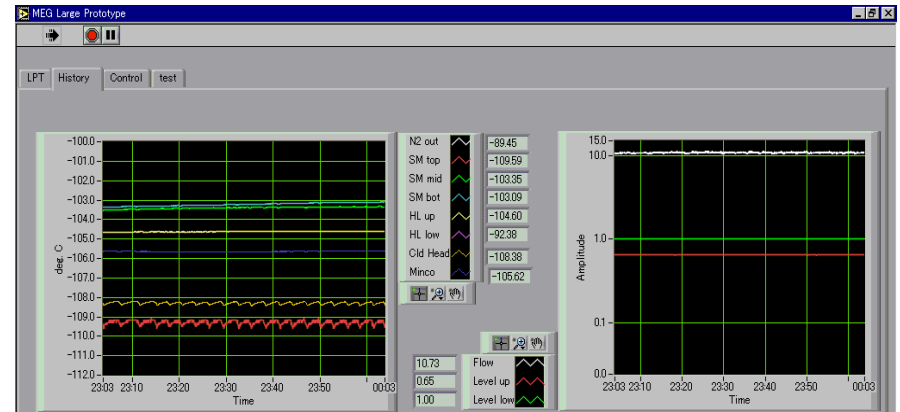 MEG Large Prototype
LPT History Control test
-100.0
-101.0
-102.0
-103.0
-104.0
-105.0
-106.0
-107.0
-108.0
-109.0
-110.0
-111.0
-112.0
deg. C
23:03 23:10 23:20 23:30 23:40 23:50 00:03
Time
N2 out -89.45
SM top -109.59
SM mid -103.35
SM bot -103.09
HL up -104.60
HL low -92.38
Cld Head -108.38
Minco -105.62
10.73 Flow
0.65 Level up
1.00 Level low
15.0
10.0
1.0
0.1
0.0
Amplitude
23:03 23:10 23:20 23:30 23:40 23:50 00:03
Time